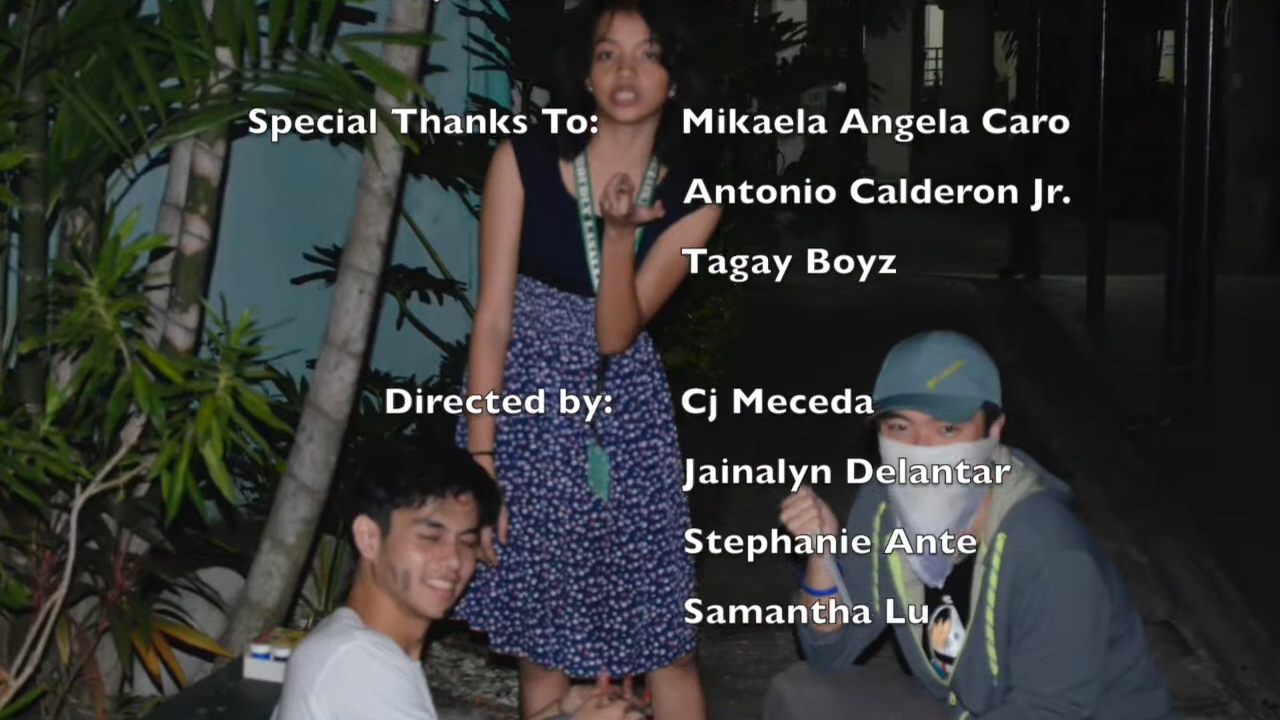 Special Thanks To: Mikaela Angela Caro
Antonio Calderon Jr.
Tagay Boyz
Directed by: Cj Meceda
Jainalyn Delantar
Stephanie Ante
Samantha Lu